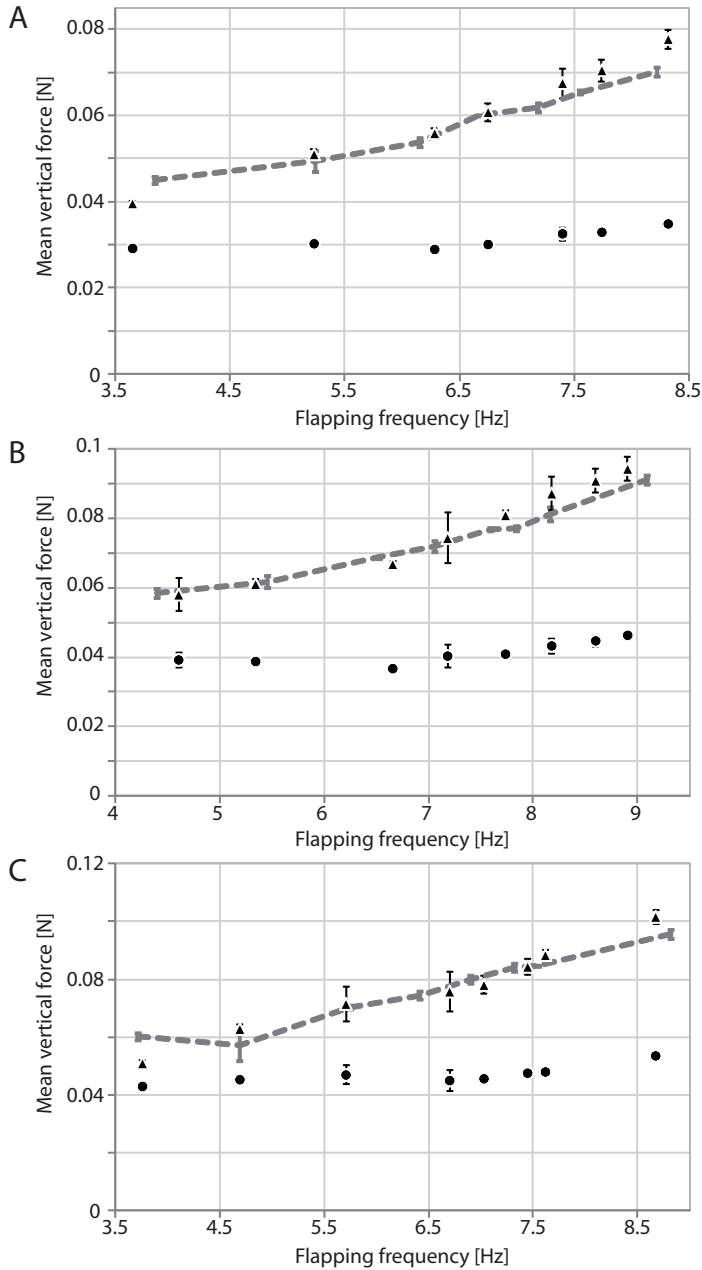 A
0.08
0.06
0.04
0.02
0
Mean vertical force [N]
3.5 4.5 5.5 6.5 7.5 8.5
Flapping frequency [Hz]
B
0.1
0.08
0.06
0.04
0.02
0
Mean vertical force [N]
4 5 6 7 8 9
Flapping frequency [Hz]
C
0.12
0.08
0.04
0
Mean vertical force [N]
3.5 4.5 5.5 6.5 7.5 8.5
Flapping frequency [Hz]